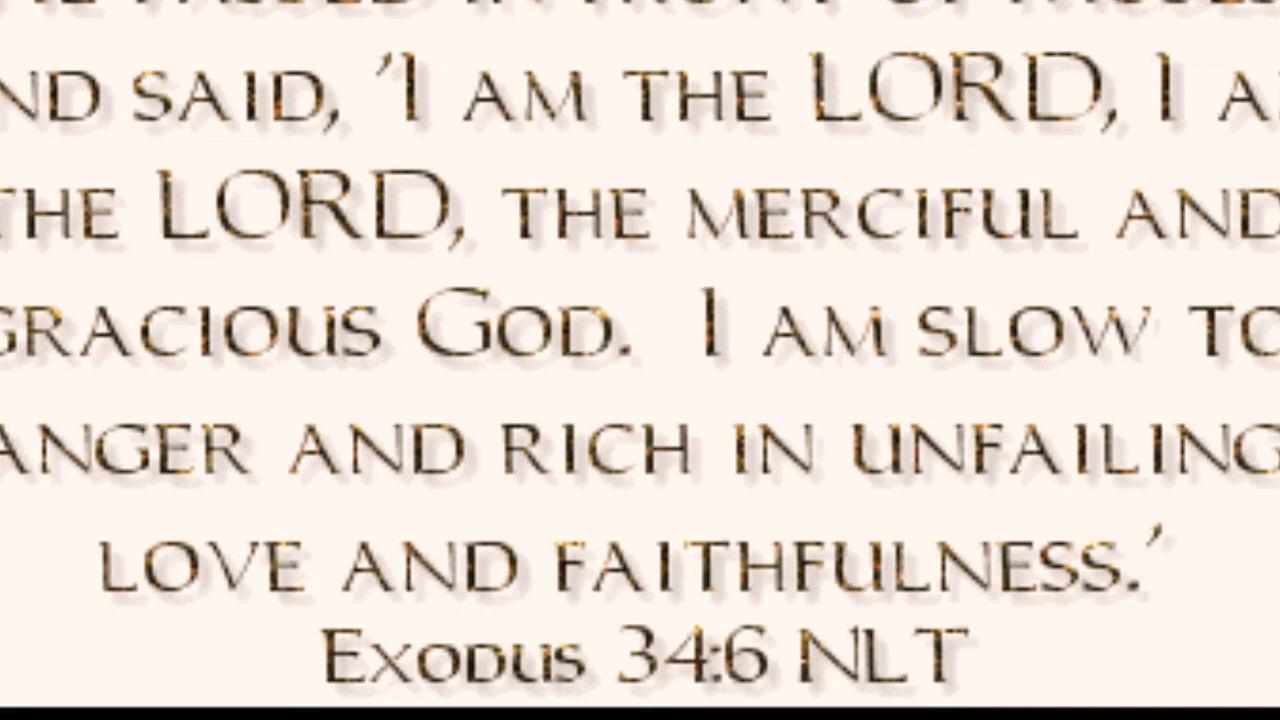 ND SAID, ’I AM THE LORD, I A
THE LORD, THE MERCIFUL AND
GRACIOUS GOD. I AM SLOW TO
ANGER AND RICH IN UNFAILING
LOVE AND FAITHFULNESS.’
EXODUS 34:6 NLT